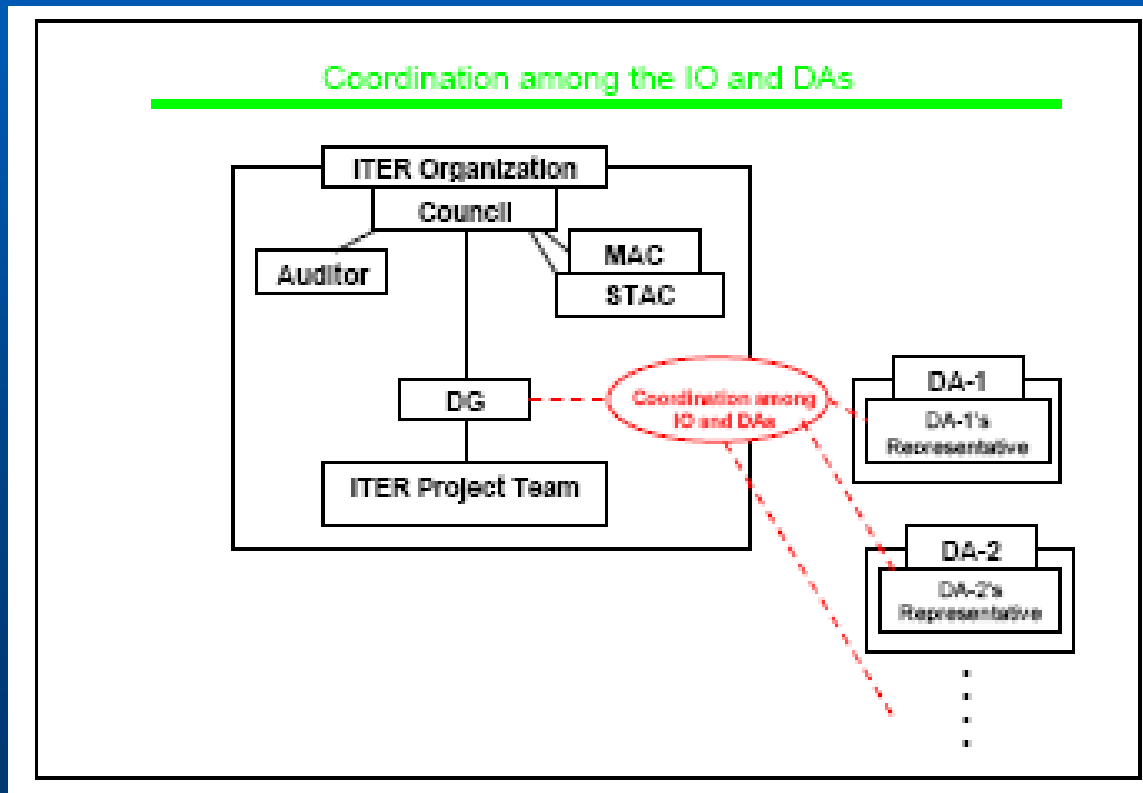 Coordination among the IO and DAs
ITER Organization
Council
Auditor
MAC
STAC
DG
Coordination among
IO and DAs
ITER Project Team
DA-1
DA-1's
Representative
DA-2
DA-2's
Representative